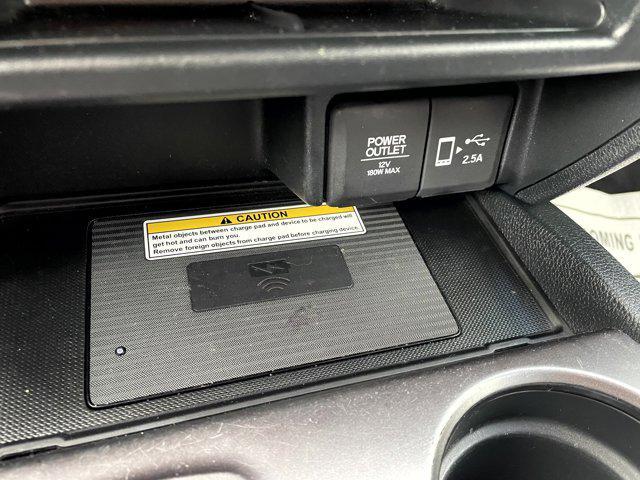 POWER
OUTLET
12V
180W MAX
2.5A
CAUTION
Metal objects between charge pad and device to be charged will
get hot and can burn you.
Remove foreign objects from charge pad before charging device.
OMING